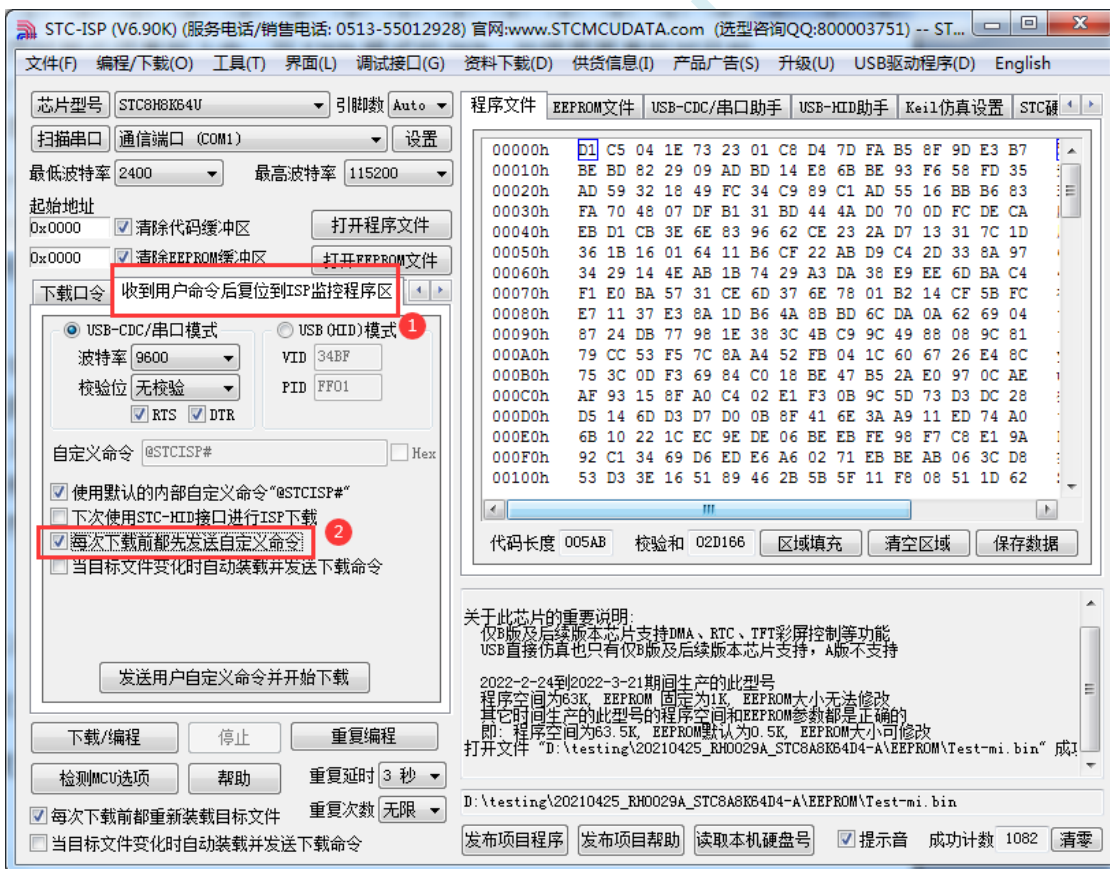 STC-ISP (V6.90K) (服务电话/销售电话: 0513-55012928) 官网:www.STCMCUDATA.com (选型咨询QQ:800003751) -- ST...
文件(F) 编程/下载(O) 工具(T) 界面(L) 调试接口(G) 资料下载(D) 供货信息(I) 产品广告(S) 升级(U) USB驱动程序(D) English
芯片型号 STC8H8K64U 引脚数 Auto
扫描串口 通信端口 (COM1) 设置
最低波特率 2400 最高波特率 115200
起始地址
0x0000 清除代码缓冲区 打开程序文件
0x0000 清除EEPROM缓冲区 打开EEPROM文件
下载口令 收到用户命令后复位到ISP监控程序区
1
USB-CDC/串口模式 USB(HID)模式
波特率 9600 VID 34BF
校验位 无校验 PID FF01
RTS DTR
自定义命令 @STCISP# Hex
使用默认的内部自定义命令"@STCISP#"
下次使用STC-HID接口进行ISP下载
每次下载前都先发送自定义命令
2
当目标文件变化时自动装载并发送下载命令
发送用户自定义命令并开始下载
下载/编程 停止 重复编程
检测MCU选项 帮助 重复延时 3 秒
每次下载前都重新装载目标文件 重复次数 无限
当目标文件变化时自动装载并发送下载命令
程序文件 EEPROM文件 USB-CDC/串口助手 USB-HID助手 Keil仿真设置 STC硬
00000h D1 C5 04 1E 73 23 01 C8 D4 7D FA B5 8F 9D E3 B7
00010h BE BD 82 29 09 AD BD 14 E8 6B BE 93 F6 58 FD 35
00020h AD 59 32 18 49 FC 34 C9 89 C1 AD 55 16 BB B6 83
00030h FA 70 48 07 DF B1 31 BD 44 4A D0 70 0D FC DE CA
00040h EB D1 CB 3E 6E 83 96 62 CE 23 2A D7 13 31 7C 1D
00050h 36 1B 16 01 64 11 B6 CF 22 AB D9 C4 2D 33 8A 97
00060h 34 29 14 4E AB 1B 74 29 A3 DA 38 E9 EE 6D BA C4
00070h F1 E0 BA 57 31 CE 6D 37 6E 78 01 B2 14 CF 5B FC
00080h E7 11 37 E3 8A 1D B6 4A 8B BD 6C DA 0A 62 69 04
00090h 87 24 DB 77 98 1E 38 3C 4B C9 9C 49 88 08 9C 81
000A0h 79 CC 53 F5 7C 8A A4 52 FB 04 1C 60 67 26 E4 8C
000B0h 75 3C 0D F3 69 84 C0 18 BE 47 B5 2A E0 97 0C AE
000C0h AF 93 15 8F A0 C4 02 E1 F3 0B 9C 5D 73 D3 DC 28
000D0h D5 14 6D D3 D7 D0 0B 8F 41 6E 3A A9 11 ED 74 A0
000E0h 6B 10 22 1C EC 9E DE 06 BE EB FE 98 F7 C8 E1 9A
000F0h 92 C1 34 69 D6 ED E6 A6 02 71 EB BE AB 06 3C D8
00100h 53 D3 3E 16 51 89 46 2B 5B 5F 11 F8 08 51 1D 62
代码长度 005AB 校验和 02D166 区域填充 清空区域 保存数据
关于此芯片的重要说明:
仅B版及后续版本芯片支持DMA、RTC、TFT彩屏控制等功能
USB直接仿真也只有仅B版及后续版本芯片支持，A版不支持
2022-2-24到2022-3-21期间生产的此型号
程序空间为63K, EEPROM 固定为1K, EEPROM大小无法修改
其它时间生产的此型号的程序空间和EEPROM参数都是正确的
即: 程序空间为63.5K, EEPROM默认为0.5K, EEPROM大小可修改
打开文件 "D:\testing\20210425_RH0029A_STC8A8K64D4-A\EEPROM\Test-mi.bin" 成功
D:\testing\20210425_RH0029A_STC8A8K64D4-A\EEPROM\Test-mi.bin
发布项目程序 发布项目帮助 读取本机硬盘号 提示音 成功计数 1082 清零